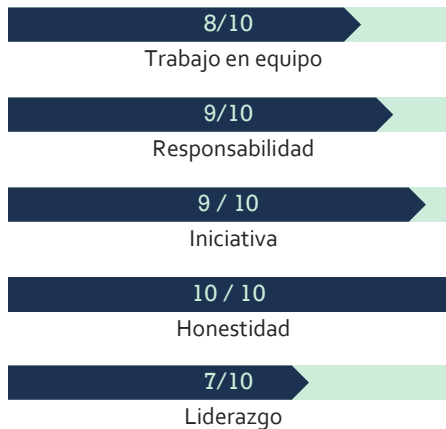 8/10
Trabajo en equipo
9/10
Responsabilidad
9 / 10
Iniciativa
10 / 10
Honestidad
7/10
Liderazgo